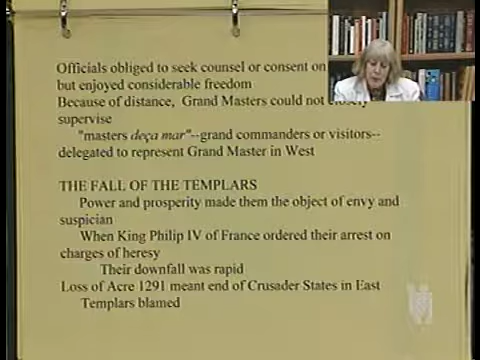 Officials obliged to seek counsel or consent on
but enjoyed considerable freedom
Because of distance, Grand Masters could not closely
supervise
"masters deça mar"--grand commanders or visitors--
delegated to represent Grand Master in West
THE FALL OF THE TEMPLARS
Power and prosperity made them the object of envy and
suspician
When King Philip IV of France ordered their arrest on
charges of heresy
Their downfall was rapid
Loss of Acre 1291 meant end of Crusader States in East
Templars blamed